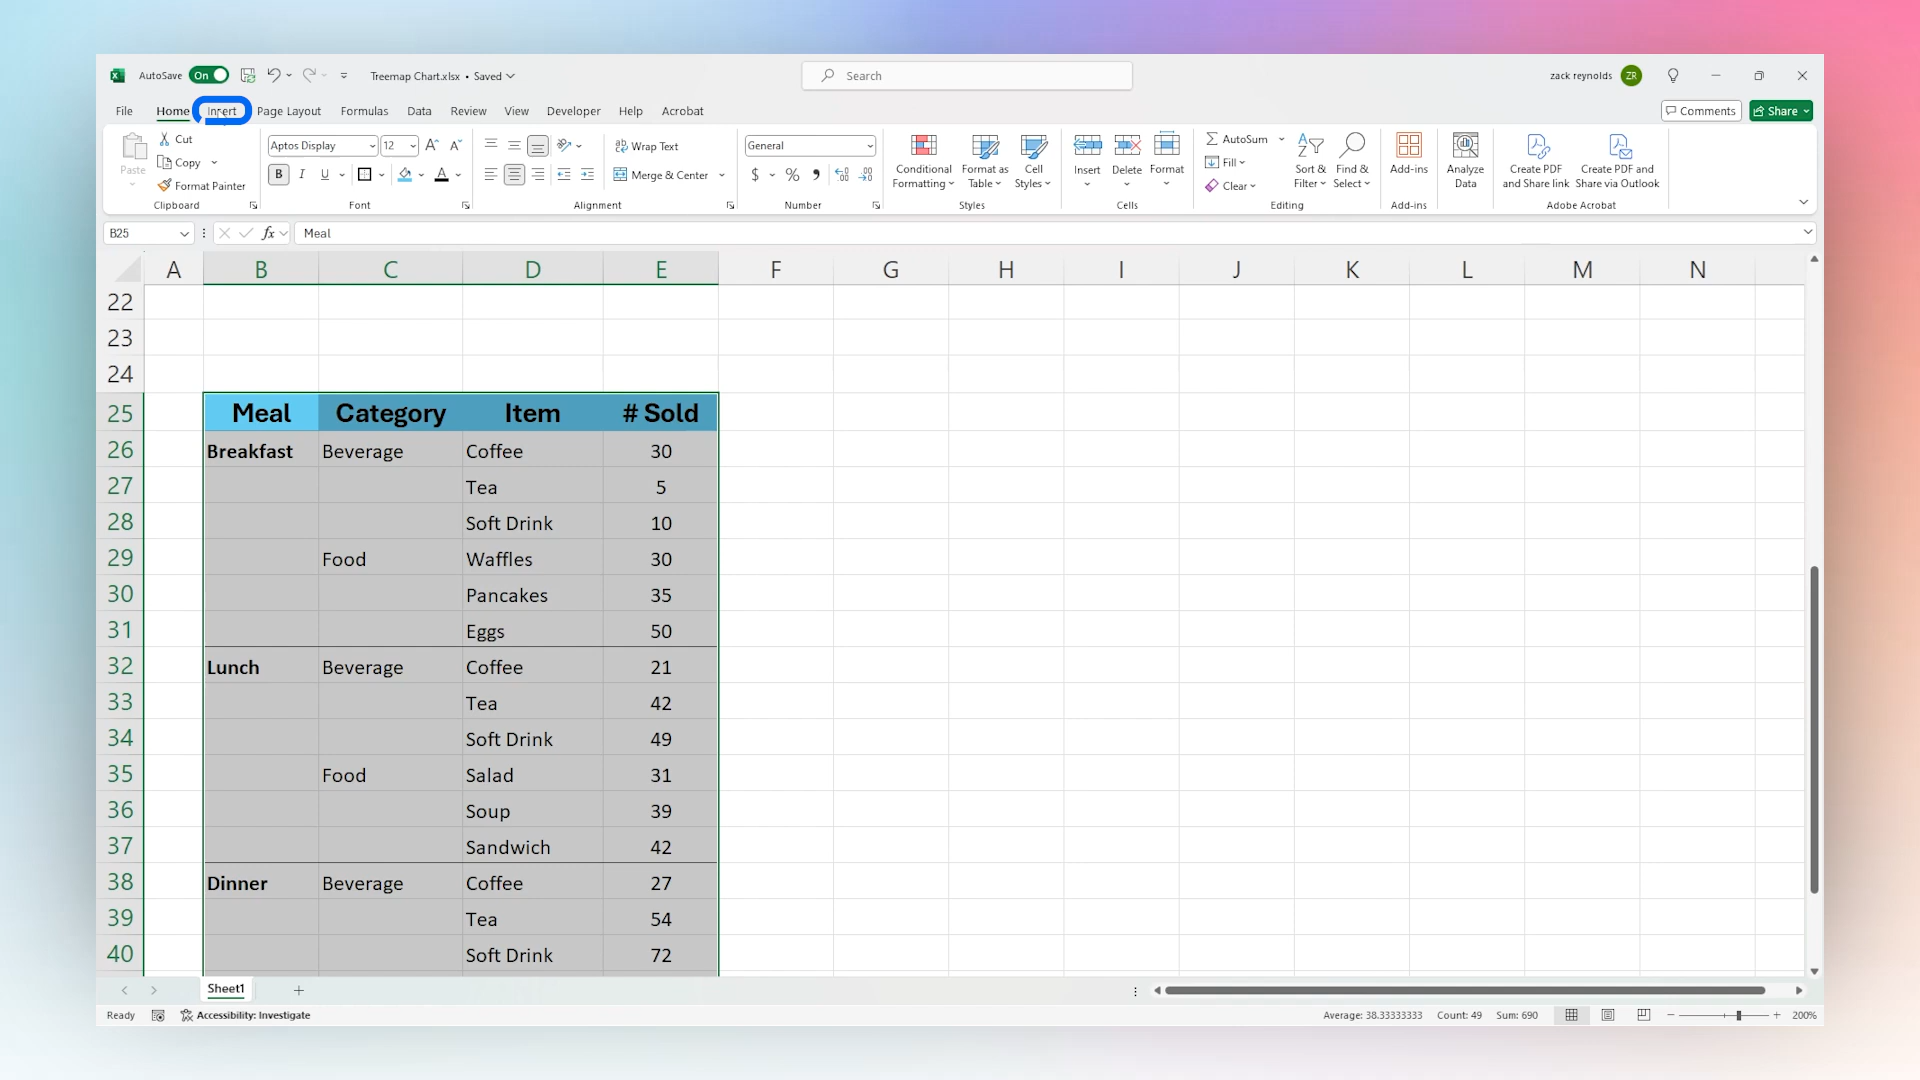 AutoSave On Treemap Chart.xlsx • Saved Search zack reynolds ZR
File Home Insert Page Layout Formulas Data Review View Developer Help Acrobat Comments Share
Paste Cut Copy Format Painter Clipboard
Aptos Display 12 B I U A Font
Wrap Text Merge & Center Alignment
General $ % Number
Conditional Formatting Format as Table Cell Styles Styles
Insert Delete Format Cells
AutoSum Fill Clear Sort & Filter Find & Select Editing
Add-ins Add-ins
Analyze Data
Create PDF and Share link Create PDF and Share via Outlook Adobe Acrobat
B25 fx Meal
A B C D E F G H I J K L M N
22
23
24
25 Meal Category Item # Sold
26 Breakfast Beverage Coffee 30
27 Tea 5
28 Soft Drink 10
29 Food Waffles 30
30 Pancakes 35
31 Eggs 50
32 Lunch Beverage Coffee 21
33 Tea 42
34 Soft Drink 49
35 Food Salad 31
36 Soup 39
37 Sandwich 42
38 Dinner Beverage Coffee 27
39 Tea 54
40 Soft Drink 72
Sheet1
Ready Accessibility: Investigate Average: 38.33333333 Count: 49 Sum: 690 200%